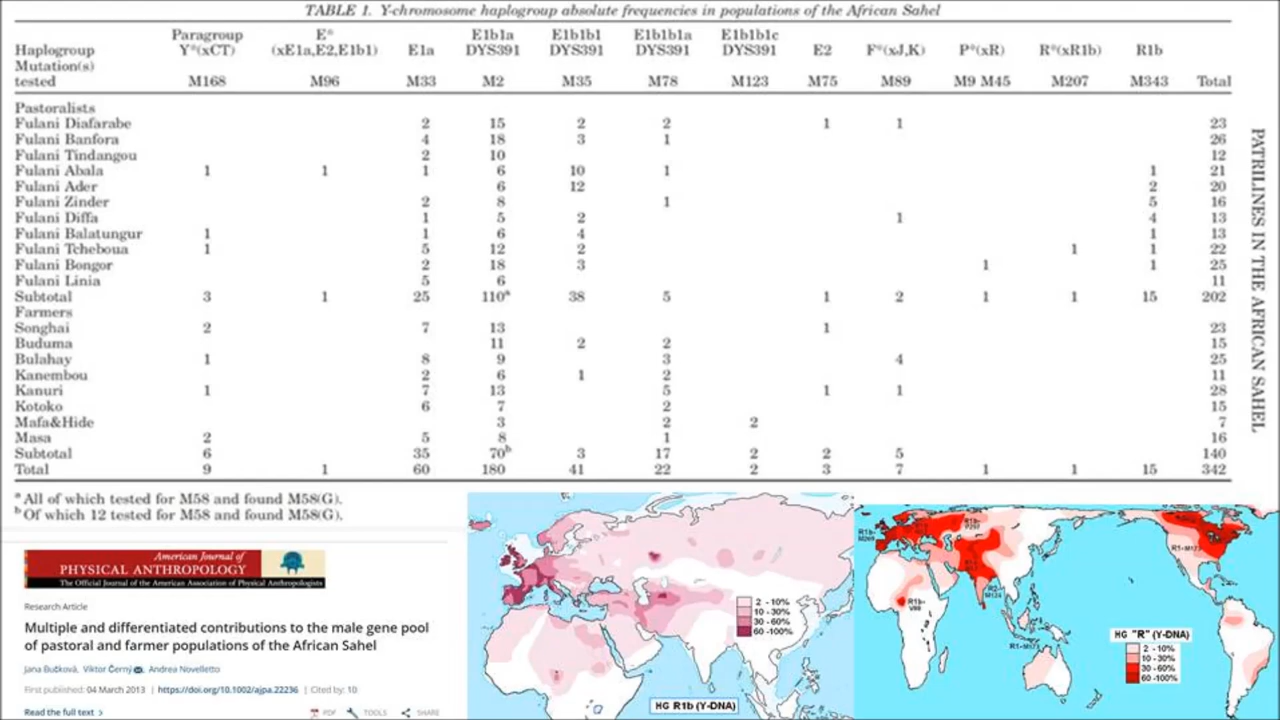 TABLE 1. Y-chromosome haplogroup absolute frequencies in populations of the African Sahel
Haplogroup Paragroup Y*(xCT) E* (xE1a,E2,E1b1) E1a E1b1a DYS391 E1b1b1 DYS391 E1b1b1a DYS391 E1b1b1c DYS391 E2 F*(xJ,K) P*(xR) R*(xR1b) R1b
Mutation(s) tested M168 M96 M33 M2 M35 M78 M123 M75 M89 M9 M45 M207 M343 Total
Pastoralists
Fulani Diafarabe 2 15 2 2 1 1 23
Fulani Banfora 4 18 3 1 26
Fulani Tindangou 2 10 12
Fulani Abala 1 1 1 6 10 1 1 21
Fulani Ader 6 12 2 20
Fulani Zinder 2 8 1 5 16
Fulani Diffa 1 5 2 1 4 13
Fulani Balatungur 1 1 6 4 1 13
Fulani Tcheboua 1 5 12 2 1 1 22
Fulani Bongor 2 18 3 1 1 25
Fulani Linia 5 6 11
Subtotal 3 1 25 110a 38 5 1 2 1 1 15 202
Farmers
Songhai 2 7 13 1 23
Buduma 11 2 2 15
Bulahay 1 8 9 3 4 25
Kanembou 2 6 1 2 11
Kanuri 1 7 13 5 1 1 28
Kotoko 6 7 2 15
Mafa&Hide 3 2 2 7
Masa 2 5 8 1 16
Subtotal 6 35 70b 3 17 2 2 5 140
Total 9 1 60 180 41 22 2 3 7 1 1 15 342
a All of which tested for M58 and found M58(G).
b Of which 12 tested for M58 and found M58(G).
PATRILINES IN THE AFRICAN SAHEL
American Journal of
PHYSICAL ANTHROPOLOGY
The Official Journal of the American Association of Physical Anthropologists
Research Article
Multiple and differentiated contributions to the male gene pool
of pastoral and farmer populations of the African Sahel
Jana Bučková, Viktor Černý, Andrea Novelletto
First published: 04 March 2013 | https://doi.org/10.1002/ajpa.22236 | Cited by: 10
Read the full text >
PDF TOOLS SHARE
2 - 10%
10 - 30%
30 - 60%
60 -100%
HG R1b (Y-DNA)
R1b-
V88
HG "R" (Y-DNA)
2 - 10%
10 - 30%
30 - 60%
60 -100%